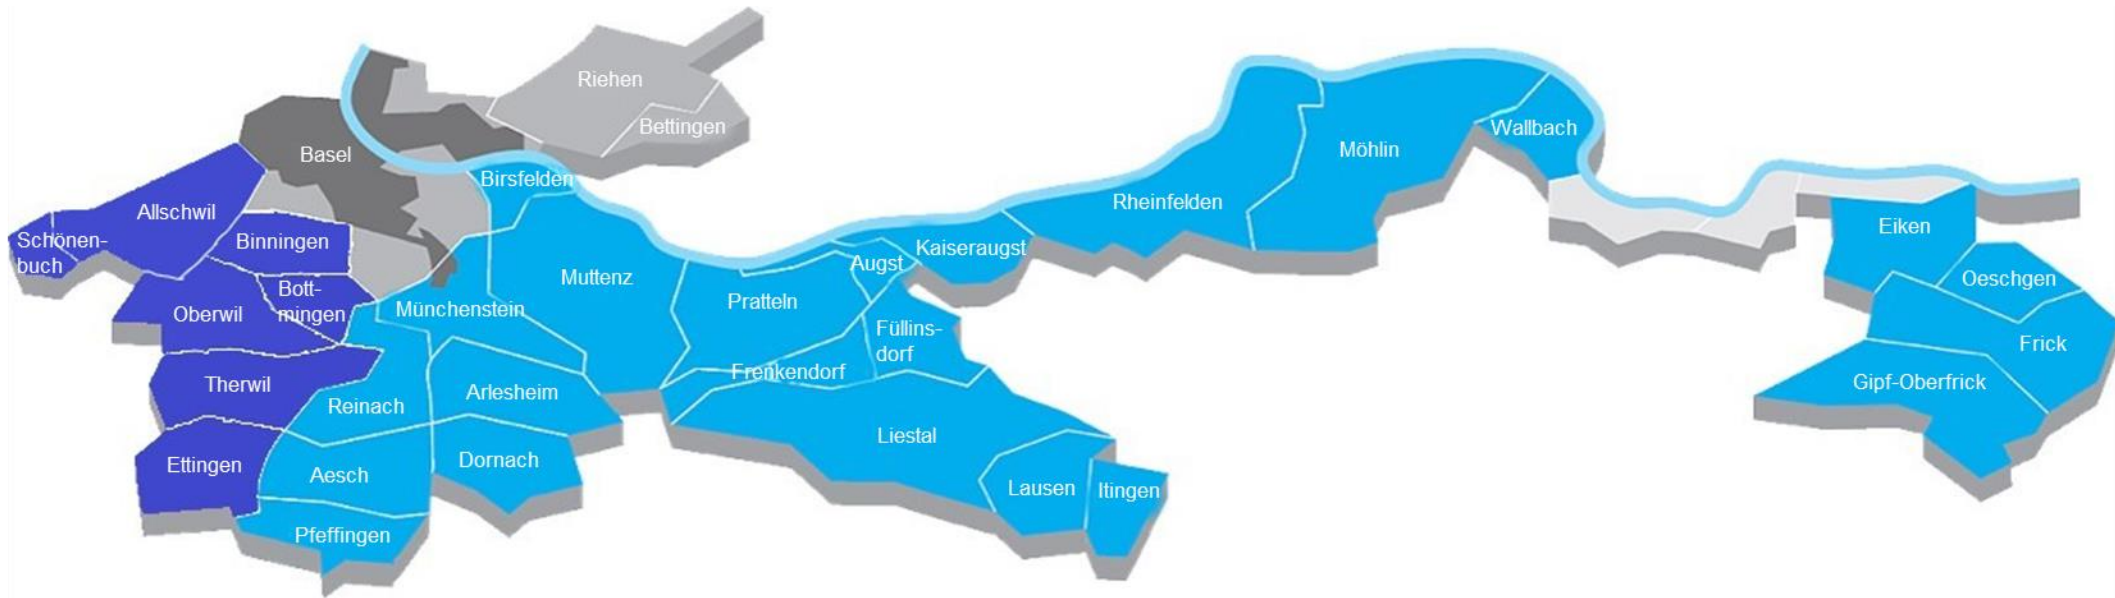 Riehen
Bettingen
Basel
Birsfelden
Wallbach
Möhlin
Rheinfelden
Allschwil
Schönen-
buch
Binningen
Kaiseraugst
Augst
Eiken
Oeschgen
Muttenz
Bott-
mingen
Oberwil
Münchenstein
Pratteln
Füllins-
dorf
Frick
Frenkendorf
Gipf-Oberfrick
Therwil
Reinach
Arlesheim
Liestal
Ettingen
Aesch
Dornach
Lausen
Itingen
Pfeffingen